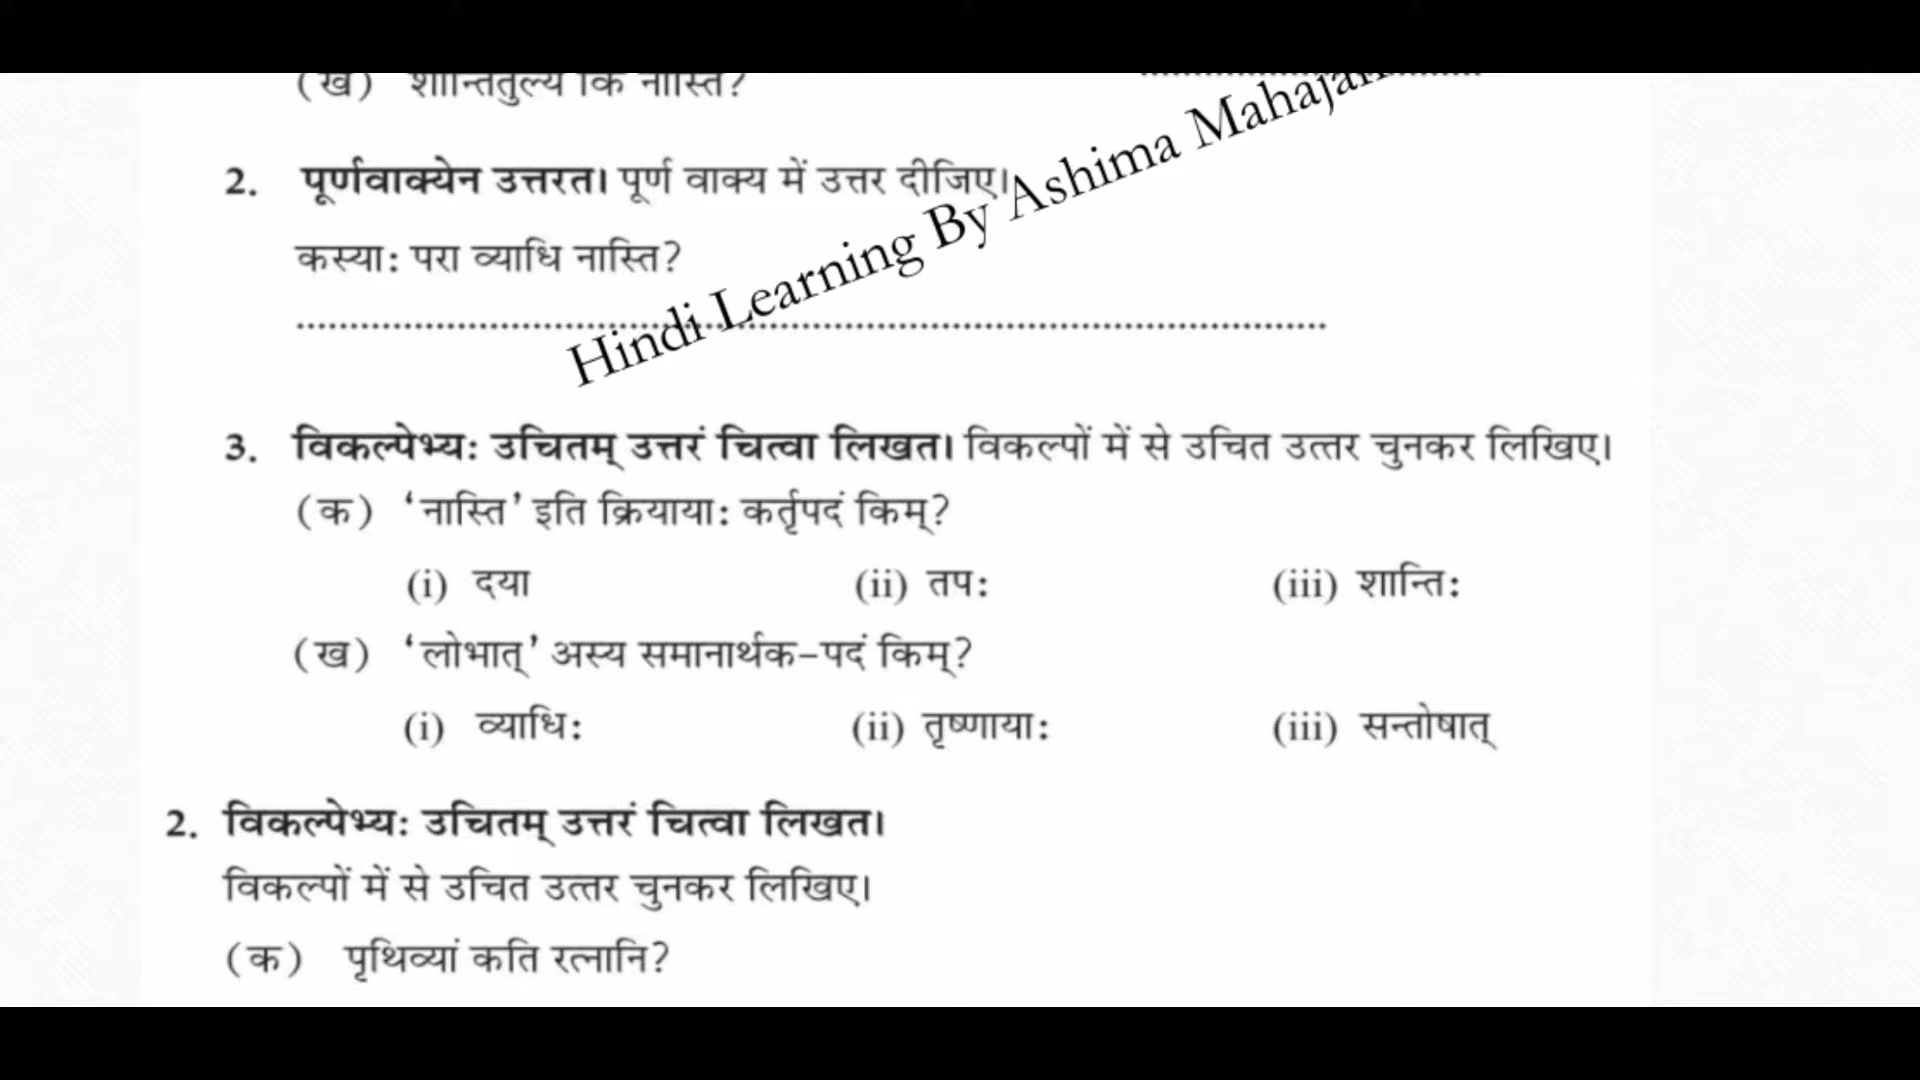 (ख) शान्तितुल्यं किं नास्ति?
2. पूर्णवाक्येन उत्तरत। पूर्ण वाक्य में उत्तर दीजिए।
कस्याः परा व्याधि नास्ति?
Hindi Learning By Ashima Mahajan
3. विकल्पेभ्यः उचितम् उत्तरं चित्वा लिखत। विकल्पों में से उचित उत्तर चुनकर लिखिए।
(क) ‘नास्ति’ इति क्रियायाः कर्तृपदं किम्?
(i) दया (ii) तपः (iii) शान्तिः
(ख) ‘लोभात्’ अस्य समानार्थक-पदं किम्?
(i) व्याधिः (ii) तृष्णायाः (iii) सन्तोषात्
2. विकल्पेभ्यः उचितम् उत्तरं चित्वा लिखत।
विकल्पों में से उचित उत्तर चुनकर लिखिए।
(क) पृथिव्यां कति रत्नानि?